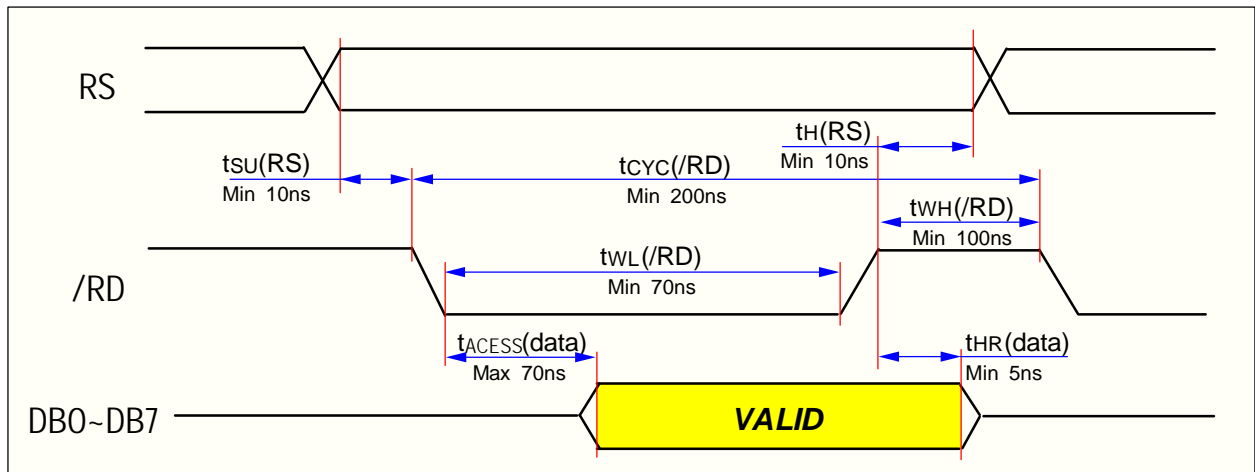 RS
tH(RS)
Min 10ns
tSU(RS)
Min 10ns
tCYC(/RD)
Min 200ns
tWH(/RD)
Min 100ns
/RD
tWL(/RD)
Min 70ns
tACESS(data)
Max 70ns
tHR(data)
Min 5ns
DB0~DB7
VALID